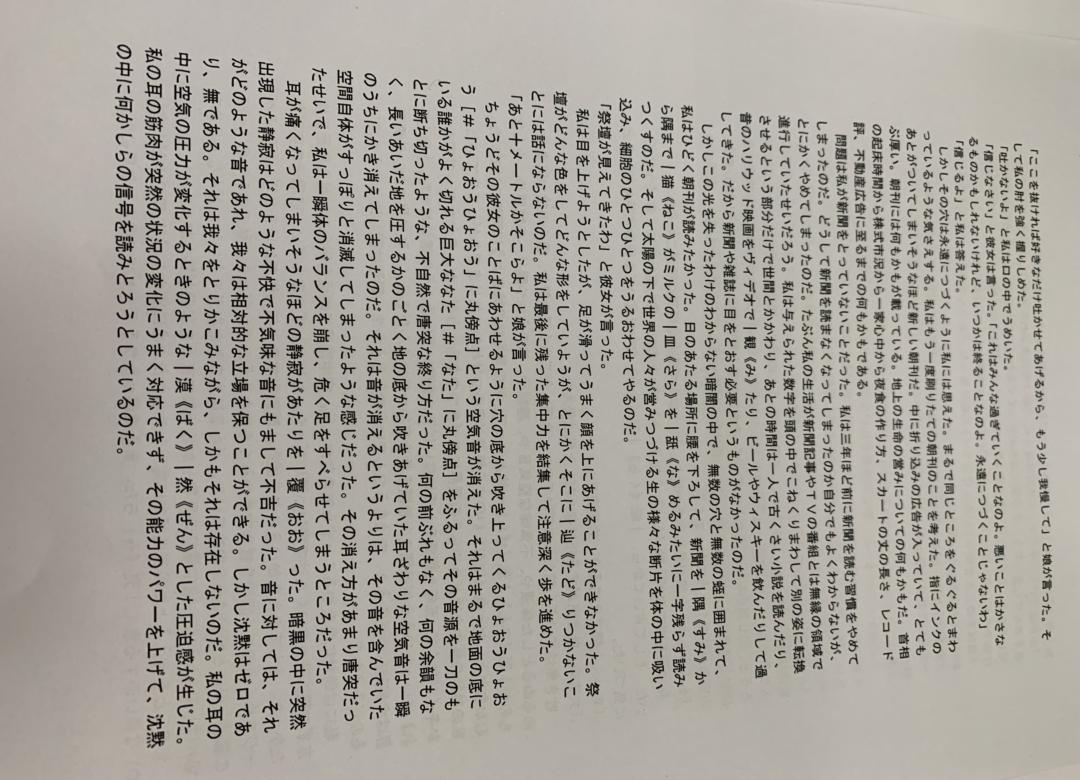 「ここを抜ければ好きなだけ吐かせてあげるから、もう少し我慢して」と娘が言った。そ
して私の肘を強く握りしめた。
「吐かないよ」と私は口の中でうめいた。
「信じなさい」と彼女は言った。「これはみんな過ぎていくことなのよ。悪いことはかさな
るものかもしれないけれど、いつかは終ることなのよ。永遠につづくことじゃないわ」
「信じるよ」と私は答えた。
しかしその穴は永遠につづくように私には思えた。まるで同じところをぐるぐるとまわ
っているような気さえする。私はもう一度刷りたての朝刊のことを考えた。指にインクの
あとがついてしまいそうなほど新しい朝刊だ。中に折り込みの広告が入っていて、とても
ぶ厚い。朝刊には何もかもが載っている。地上の生命の営みについての何もかもだ。首相
の起床時間から株式市況から一家心中から夜食の作り方、スカートの丈の長さ、レコード
評、不動産広告に至るまでの何もかもである。
問題は私が新聞をとっていないことだった。私は三年ほど前に新聞を読む習慣をやめて
しまったのだ。どうして新聞を読まなくなってしまったのか自分でもよくわからないが、
とにかくやめてしまったのだ。たぶん私の生活が新聞記事やＴＶの番組とは無縁の領域で
進行していたせいだろう。私は与えられた数字を頭の中でこねくりまわして別の姿に転換
させるという部分だけで世間とかかわり、あとの時間は一人で古くさい小説を読んだり、
昔のハリウッド映画をヴィデオで｜観《み》たり、ビールやウィスキーを飲んだりして過
してきた。だから新聞や雑誌に目をとおす必要というものがなかったのだ。
しかしこの光を失ったわけのわからない暗闇の中で、無数の穴と無数の蛭に囲まれて、
私はひどく朝刊が読みたかった。日のあたる場所に腰を下ろして、新聞を｜隅《すみ》か
ら隅まで｜猫《ねこ》がミルクの｜皿《さら》を｜舐《な》めるみたいに一字残らず読み
つくすのだ。そして太陽の下で世界の人々が営みつづける生の様々な断片を体の中に吸い
込み、細胞のひとつひとつをうるおわせてやるのだ。
「祭壇が見えてきたわ」と彼女が言った。
私は目を上げようとしたが、足が滑ってうまく顔を上にあげることができなかった。祭
壇がどんな色をしてどんな形をしていようが、とにかくそこに｜辿《たど》りつかないこ
とには話にならないのだ。私は最後に残った集中力を結集して注意深く歩を進めた。
「あと十メートルかそこらよ」と娘が言った。
ちょうどその彼女のことばにあわせるように穴の底から吹き上ってくるひょおうひょお
う［＃「ひょおうひょおう」に丸傍点］という空気音が消えた。それはまるで地面の底に
いる誰かがよく切れる巨大ななた［＃「なた」に丸傍点］をふるってその音源を一刀のも
とに断ち切ったような、不自然で唐突な終り方だった。何の前ぶれもなく、何の余韻もな
く、長いあいだ地を圧するかのごとく地の底から吹きあげていた耳ざわりな空気音は一瞬
のうちにかき消えてしまったのだ。それは音が消えるというよりは、その音を含んでいた
空間自体がすっぽりと消滅してしまったような感じだった。その消え方があまり唐突だっ
たせいで、私は一瞬体のバランスを崩し、危く足をすべらせてしまうところだった。
耳が痛くなってしまいそうなほどの静寂があたりを｜覆《おお》った。暗黒の中に突然
出現した静寂はどのような不快で不気味な音にもまして不吉だった。音に対しては、それ
がどのような音であれ、我々は相対的な立場を保つことができる。しかし沈黙はゼロであ
り、無である。それは我々をとりかこみながら、しかもそれは存在しないのだ。私の耳の
中に空気の圧力が変化するときのような｜漠《ばく》｜然《ぜん》とした圧迫感が生じた。
私の耳の筋肉が突然の状況の変化にうまく対応できず、その能力のパワーを上げて、沈黙
の中に何かしらの信号を読みとろうとしているのだ。